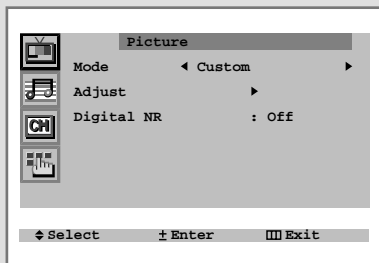 Picture
Mode ◀ Custom ▶
Adjust ▶
Digital NR : Off
CH
Select ± Enter Exit